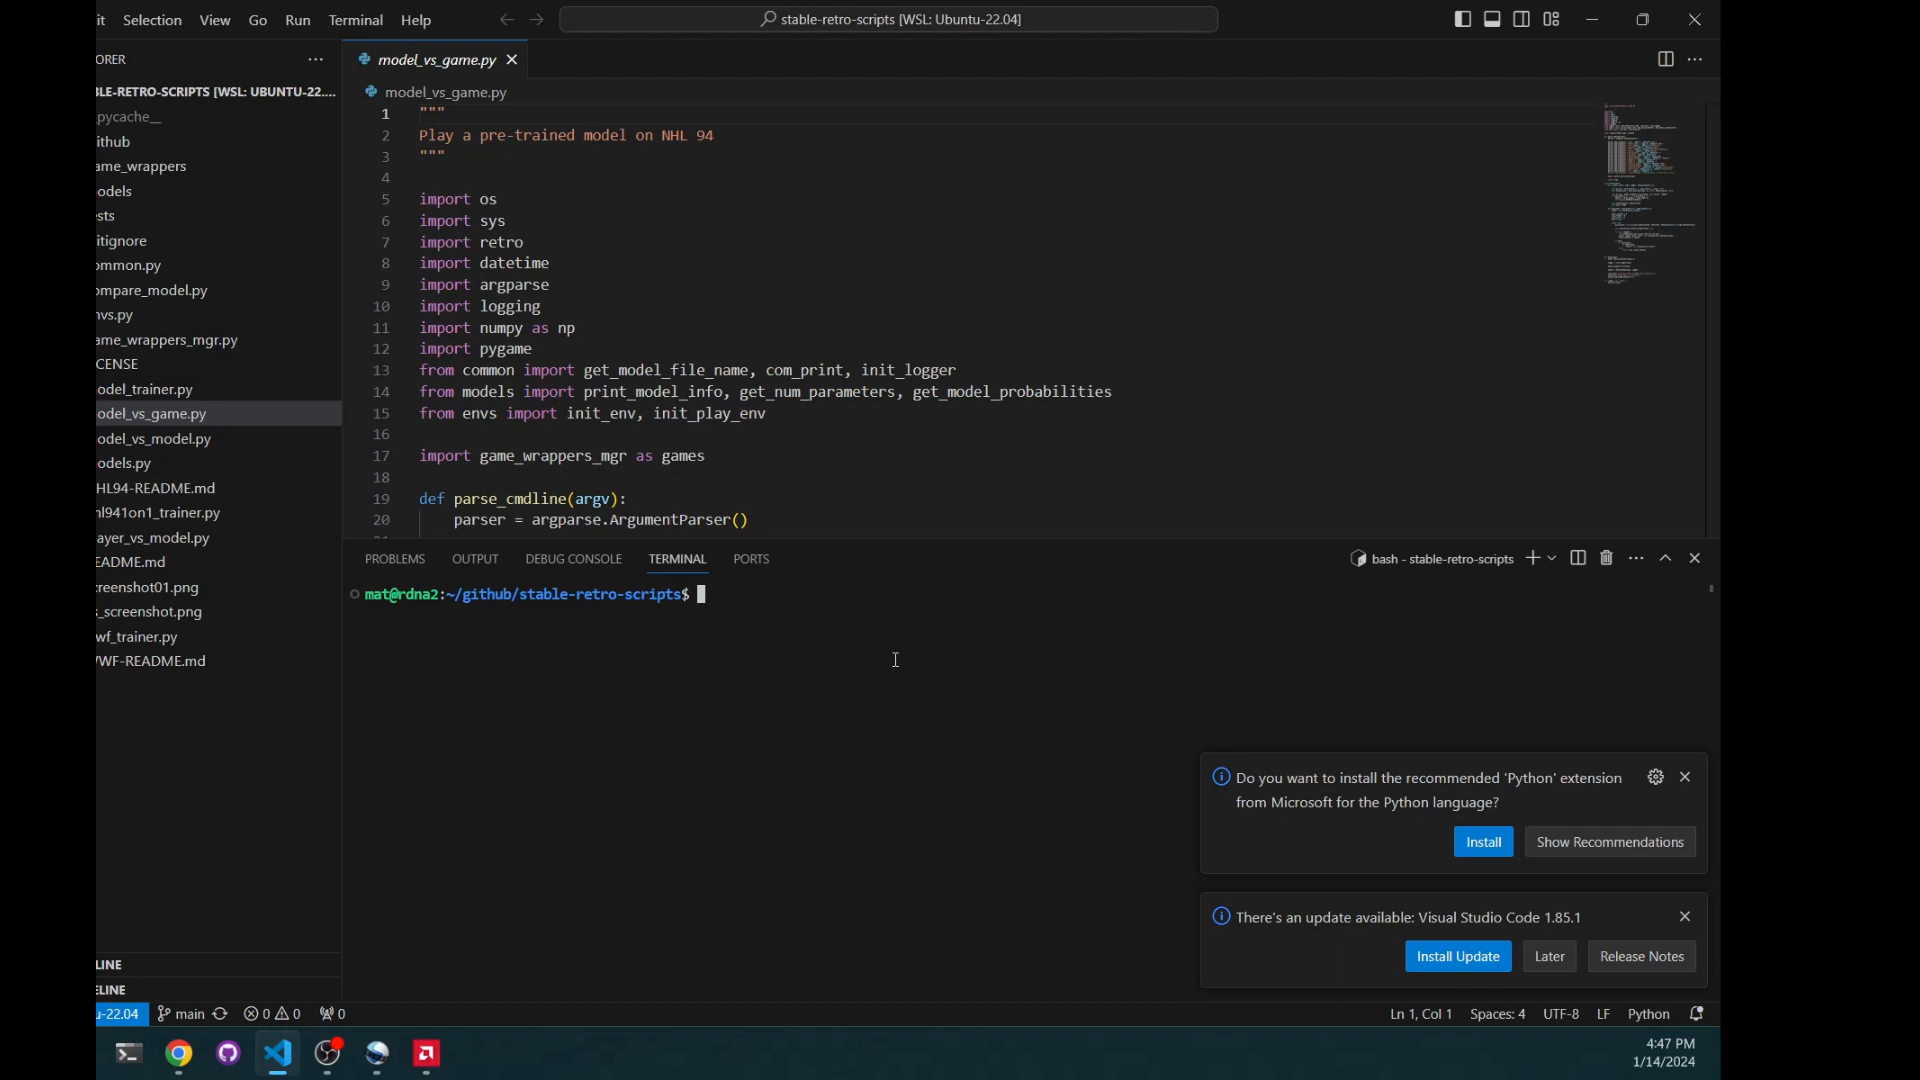 it Selection View Go Run Terminal Help stable-retro-scripts [WSL: Ubuntu-22.04]
ORER
model_vs_game.py
BLE-RETRO-SCRIPTS [WSL: UBUNTU-22....
pycache__
ithub
ame_wrappers
odels
sts
itignore
ommon.py
ompare_model.py
nvs.py
ame_wrappers_mgr.py
CENSE
odel_trainer.py
odel_vs_game.py
odel_vs_model.py
odels.py
HL94-README.md
hl941on1_trainer.py
ayer_vs_model.py
EADME.md
creenshot01.png
s_screenshot.png
wf_trainer.py
WF-README.md
LINE
ELINE
model_vs_game.py
1 """
2 Play a pre-trained model on NHL 94
3 """
4
5 import os
6 import sys
7 import retro
8 import datetime
9 import argparse
10 import logging
11 import numpy as np
12 import pygame
13 from common import get_model_file_name, com_print, init_logger
14 from models import print_model_info, get_num_parameters, get_model_probabilities
15 from envs import init_env, init_play_env
16
17 import game_wrappers_mgr as games
18
19 def parse_cmdline(argv):
20 parser = argparse.ArgumentParser()
PROBLEMS OUTPUT DEBUG CONSOLE TERMINAL PORTS bash - stable-retro-scripts
mat@rdna2:~/github/stable-retro-scripts$
Do you want to install the recommended 'Python' extension
from Microsoft for the Python language?
Install Show Recommendations
There's an update available: Visual Studio Code 1.85.1
Install Update Later Release Notes
u-22.04 main 0 0 0 Ln 1, Col 1 Spaces: 4 UTF-8 LF Python
4:47 PM
1/14/2024